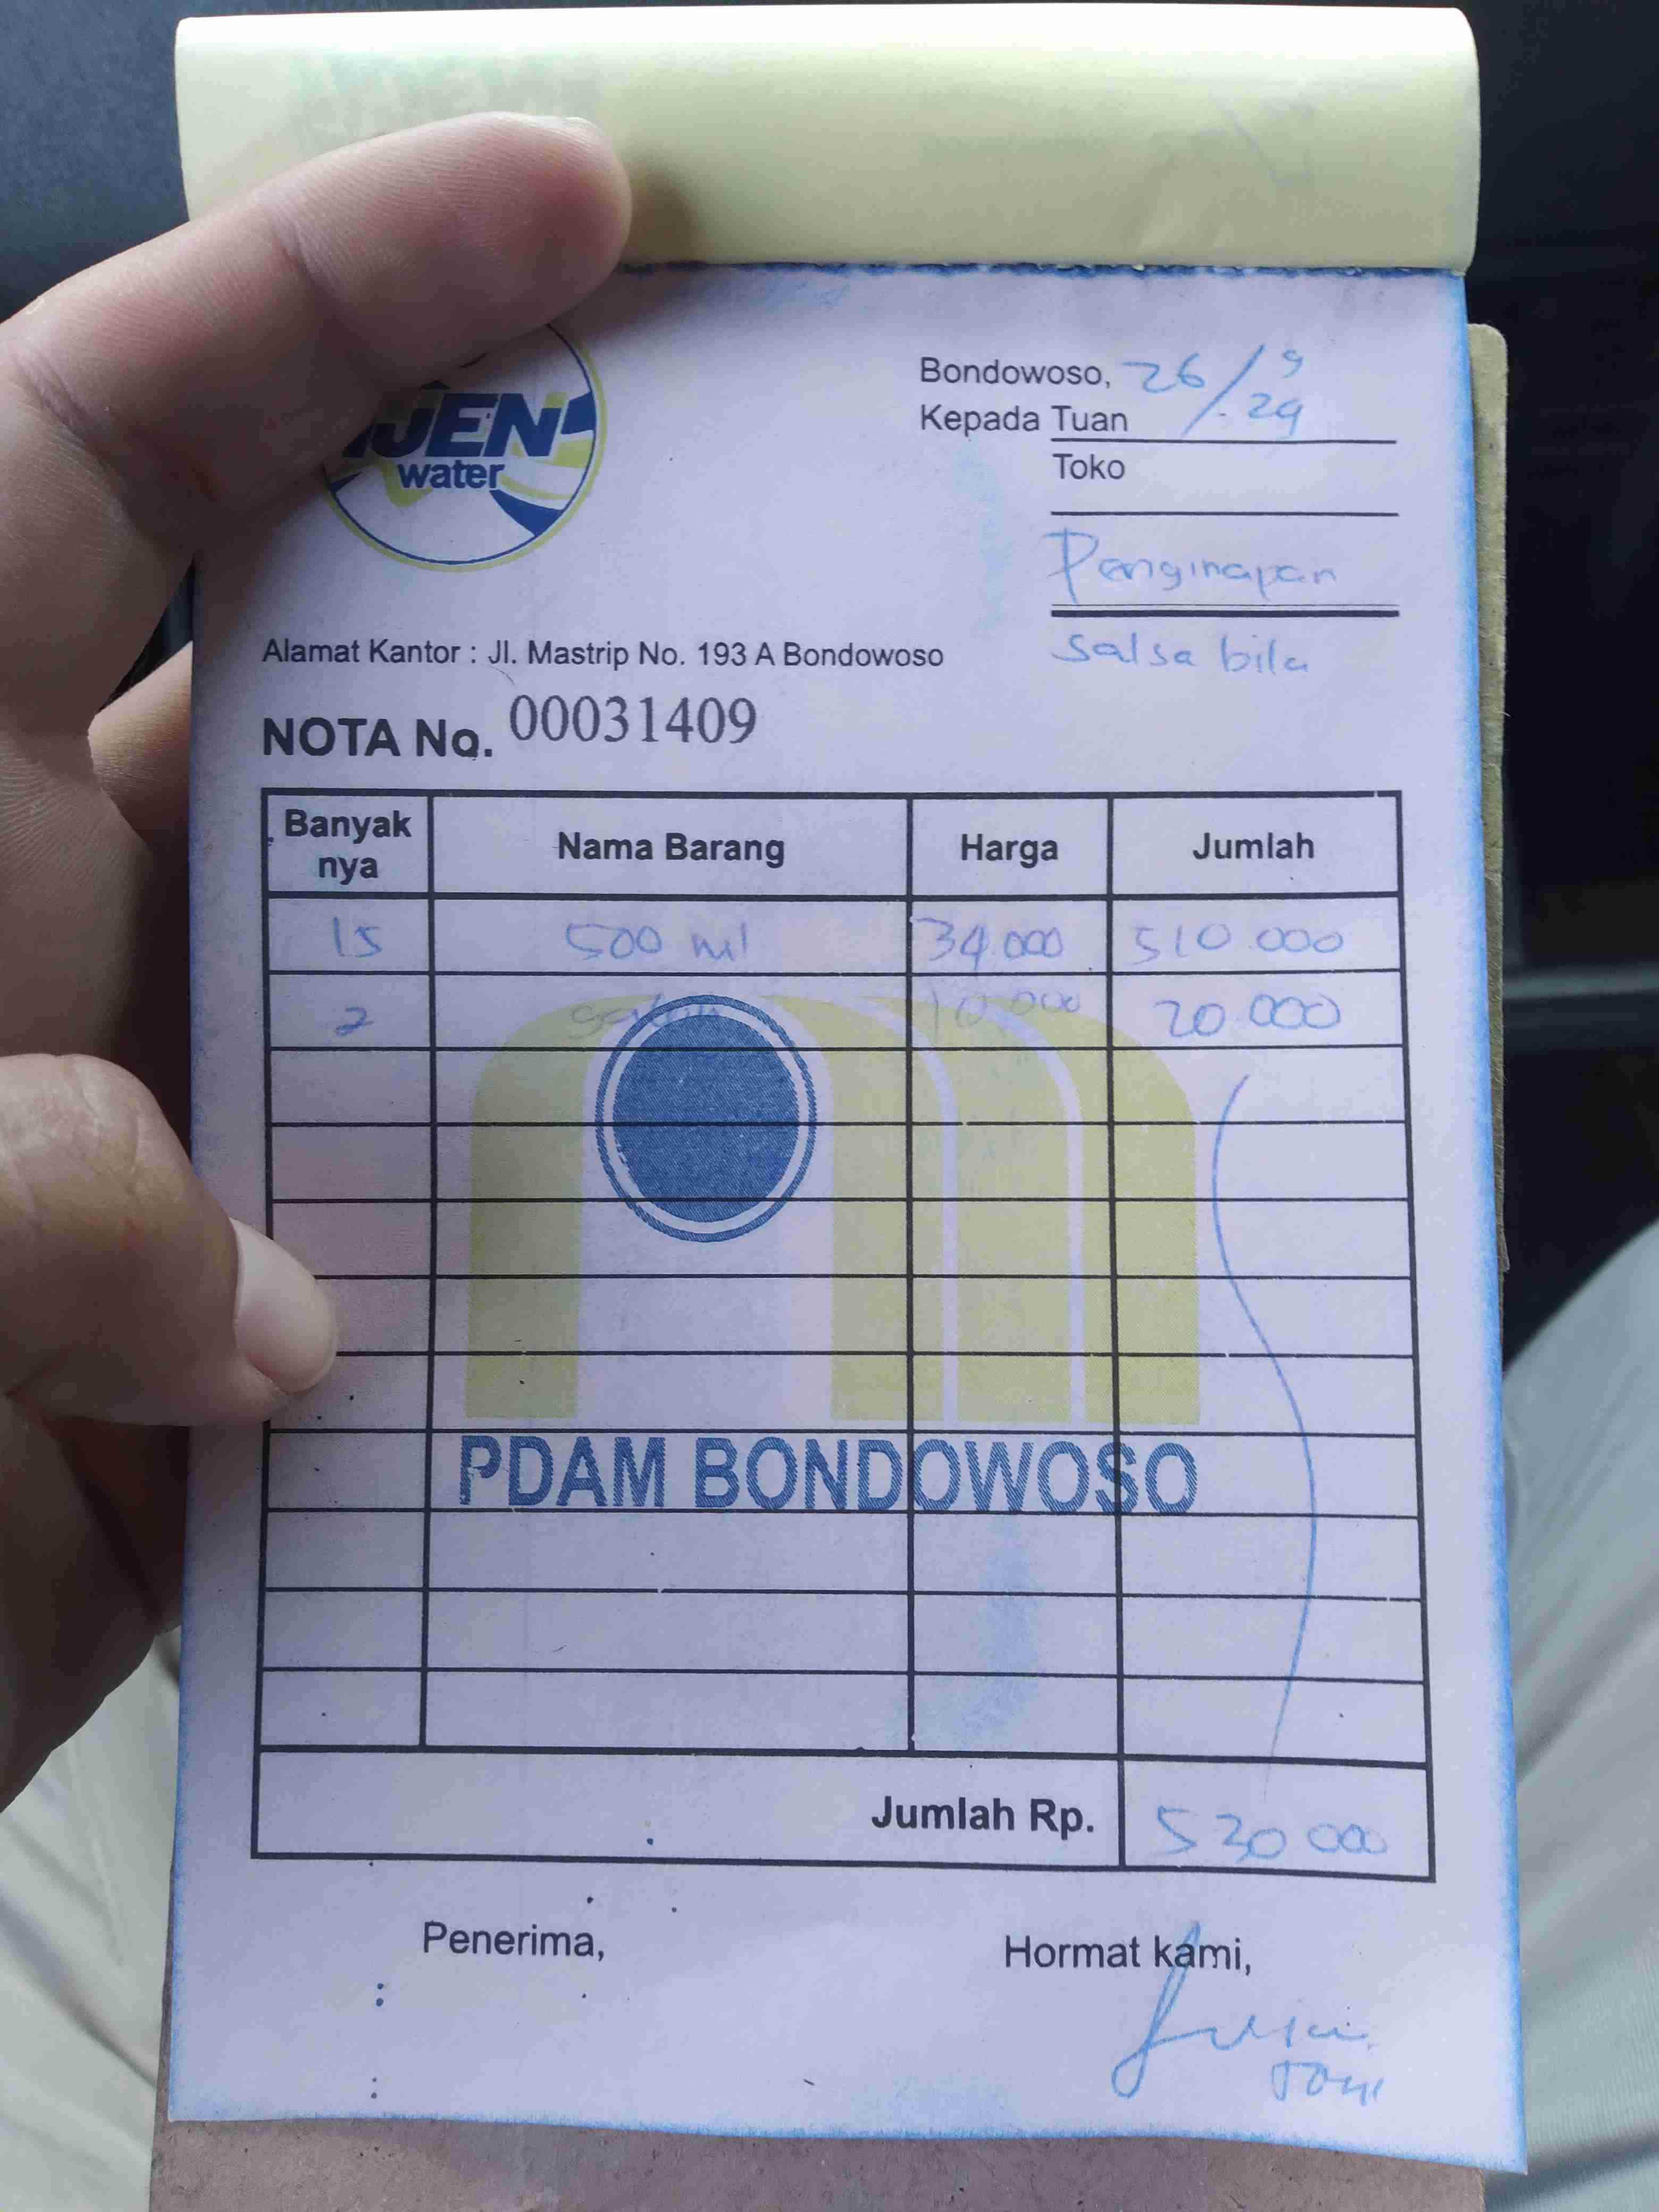 IJEN
water
Bondowoso, 26/9-24
Kepada Tuan
Toko
Penginapan
Salsa bila
Alamat Kantor : Jl. Mastrip No. 193 A Bondowoso
NOTA No. 00031409
Banyak nya Nama Barang Harga Jumlah
15 500 ml 34.000 510.000
2 galon 10.000 20.000
PDAM BONDOWOSO
Jumlah Rp. 530 000
Penerima, Hormat kami,